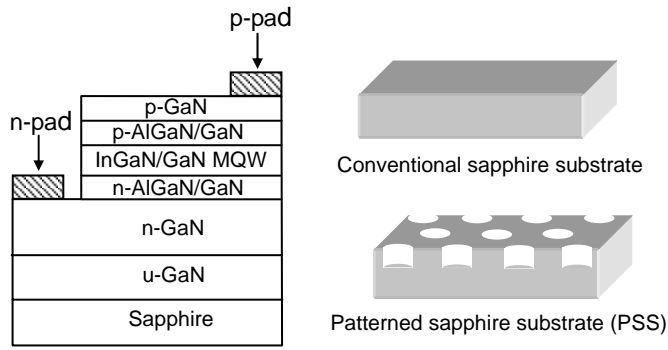 p-pad
n-pad
p-GaN
p-AlGaN/GaN
InGaN/GaN MQW
n-AlGaN/GaN
n-GaN
u-GaN
Sapphire
Conventional sapphire substrate
Patterned sapphire substrate (PSS)